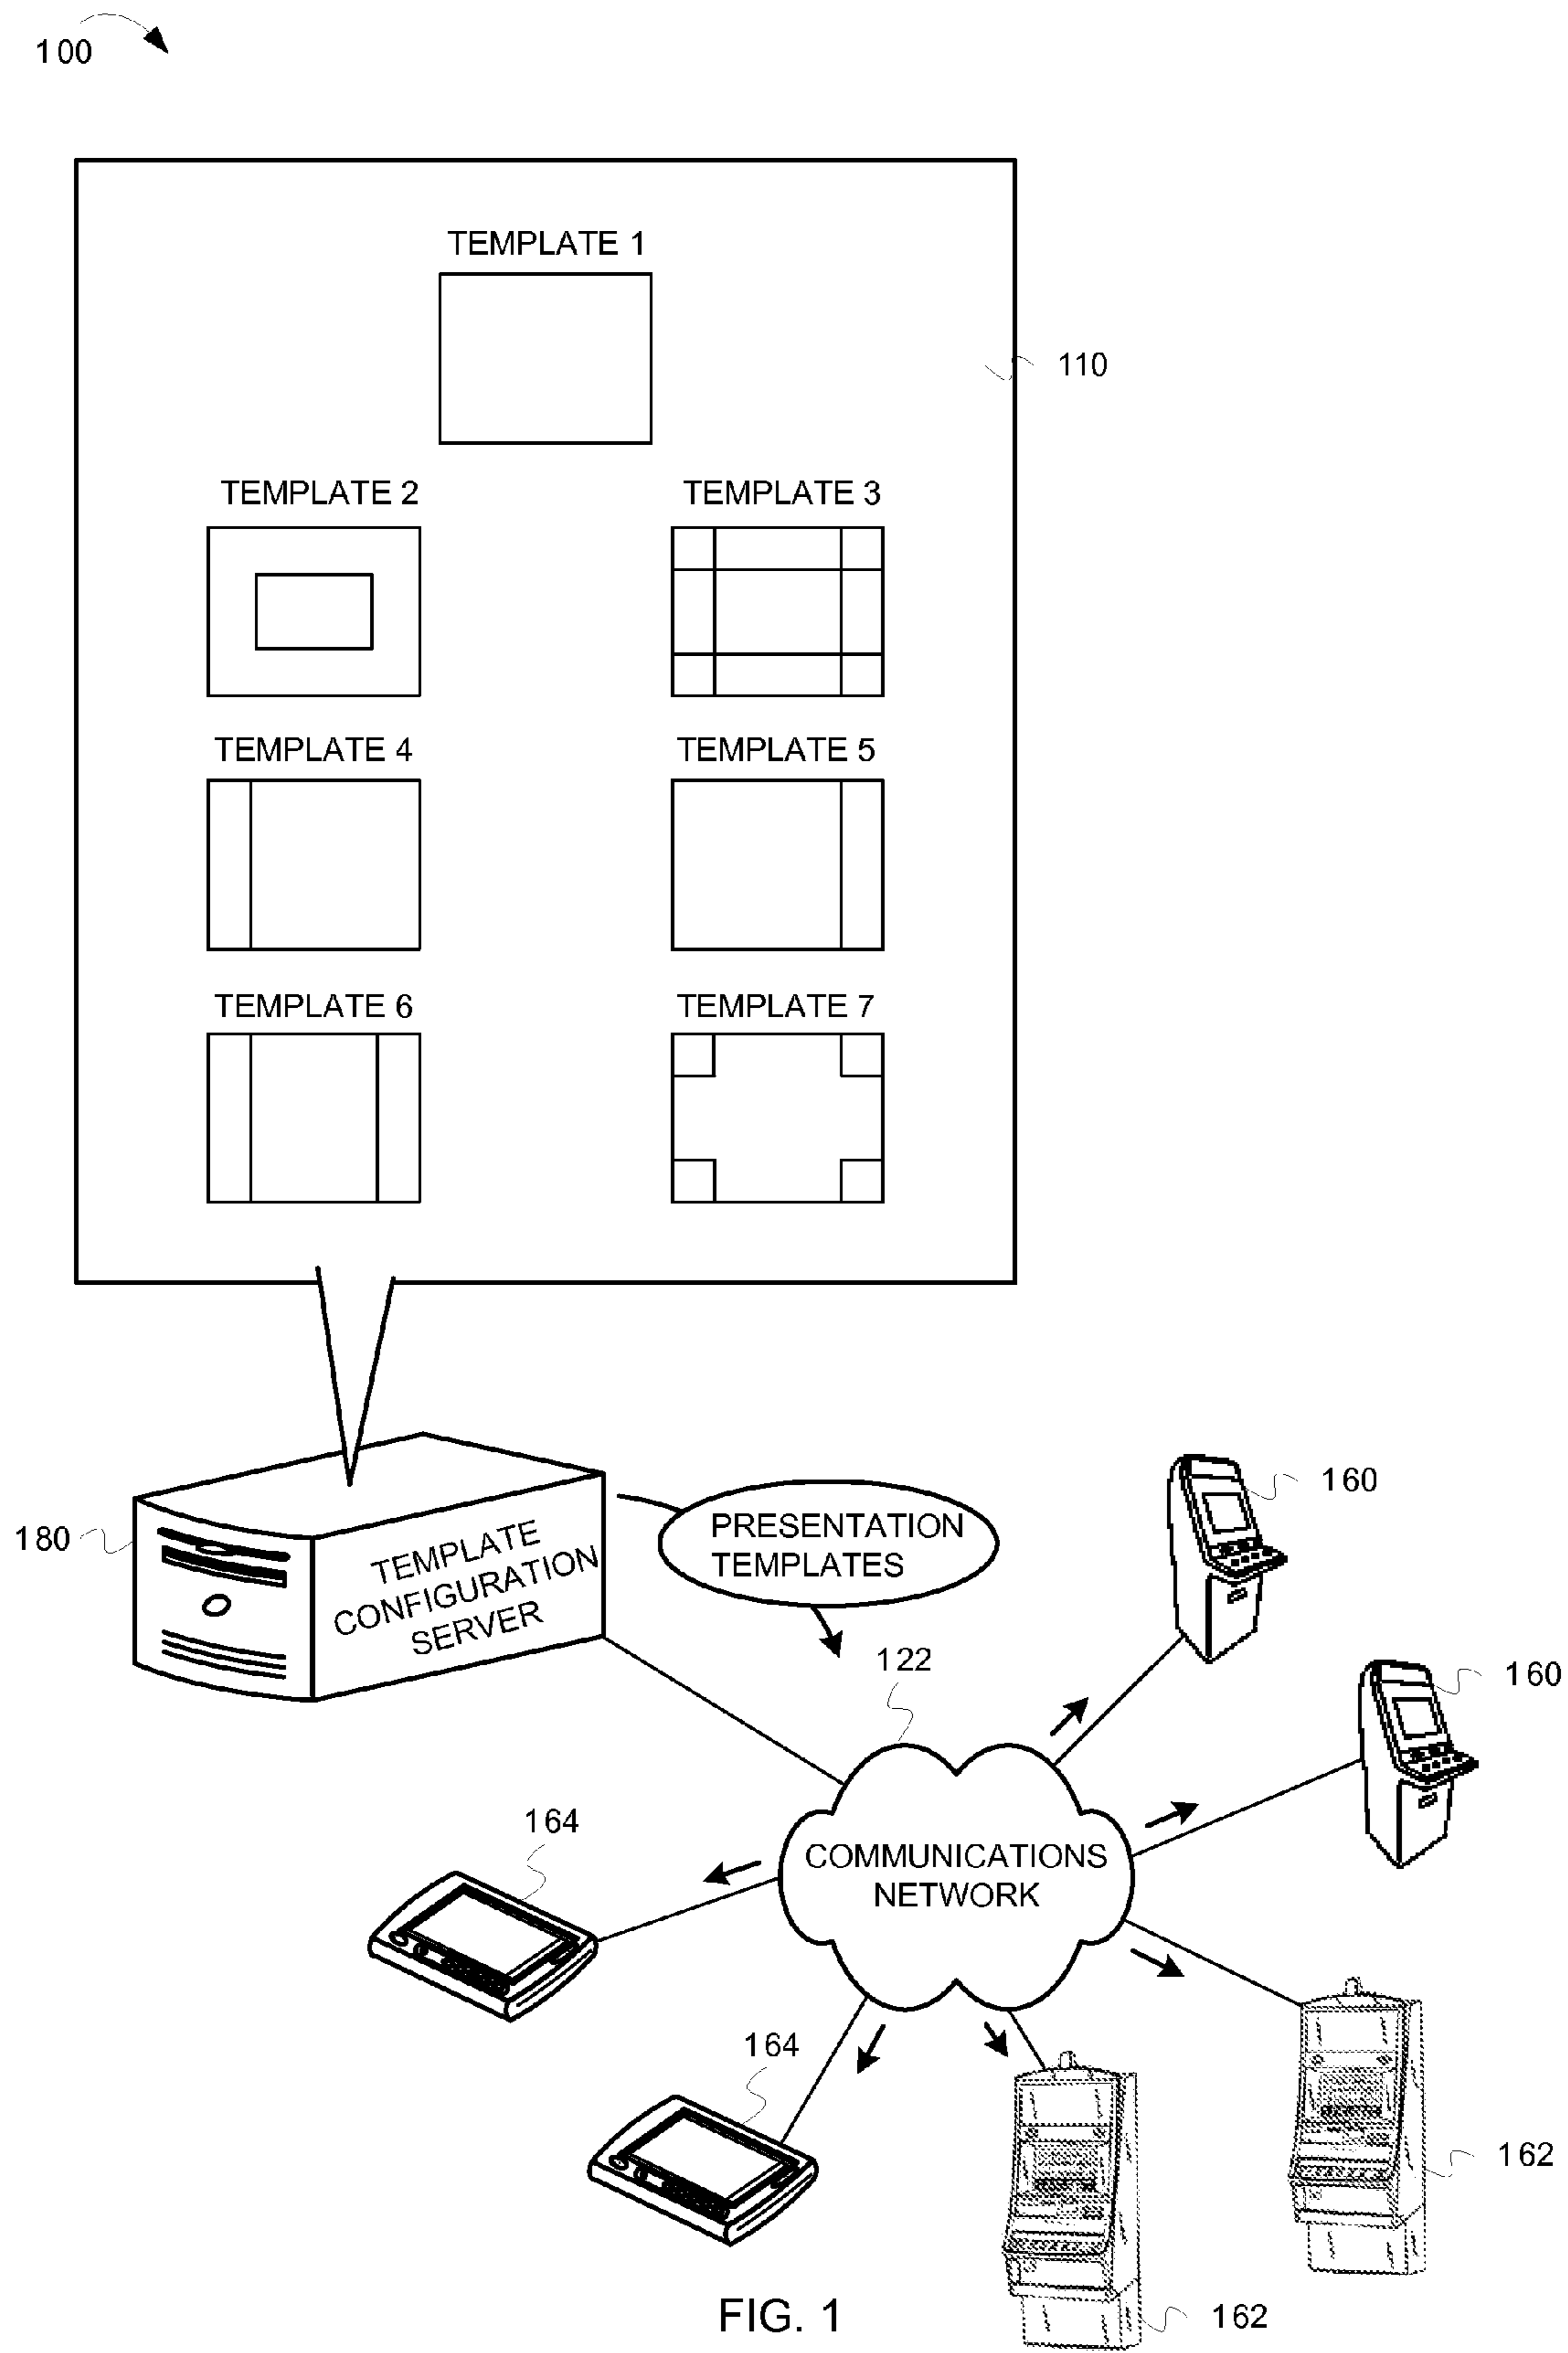 100
TEMPLATE 1
110
TEMPLATE 2
TEMPLATE 3
TEMPLATE 4
TEMPLATE 5
TEMPLATE 6
TEMPLATE 7
180
TEMPLATE
CONFIGURATION
SERVER
PRESENTATION
TEMPLATES
160
122
160
164
COMMUNICATIONS
NETWORK
164
162
162
FIG. 1